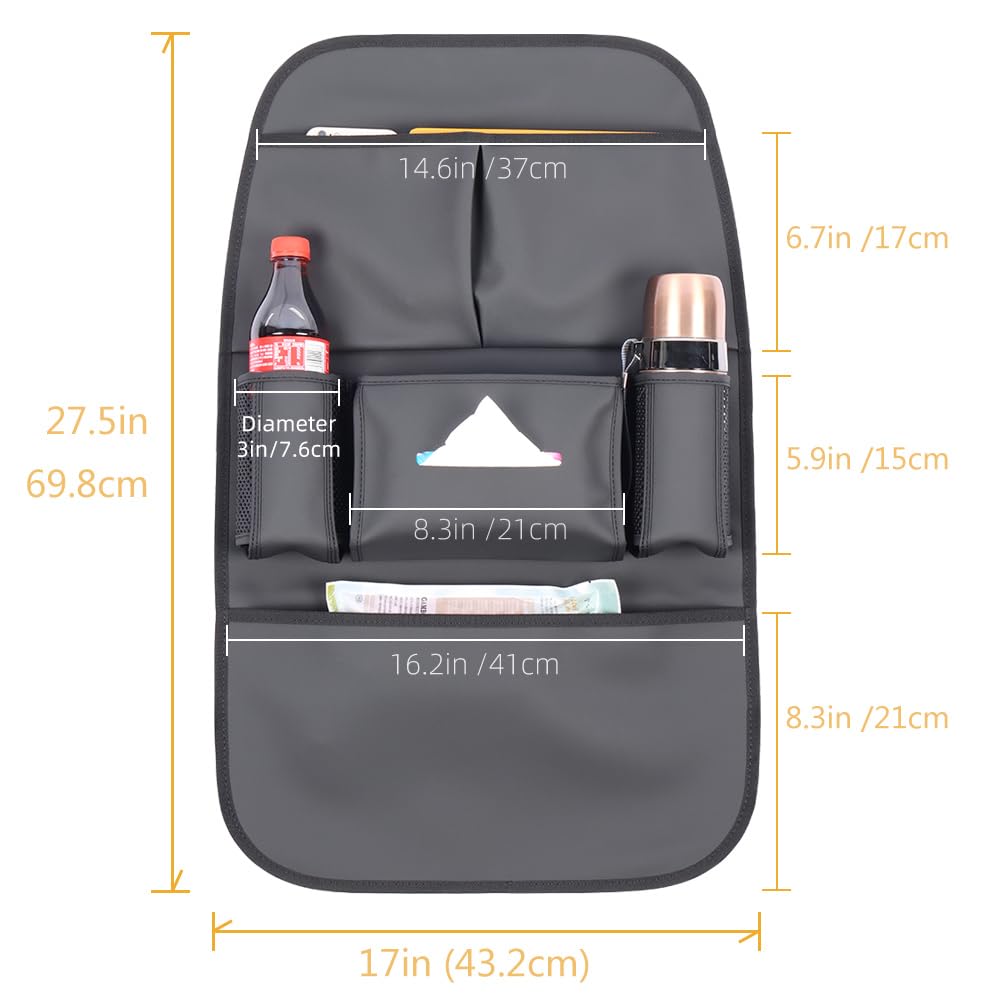 14.6in /37cm
6.7in /17cm
Diameter
3in/7.6cm
27.5in
69.8cm
5.9in /15cm
8.3in /21cm
16.2in /41cm
8.3in /21cm
17in (43.2cm)